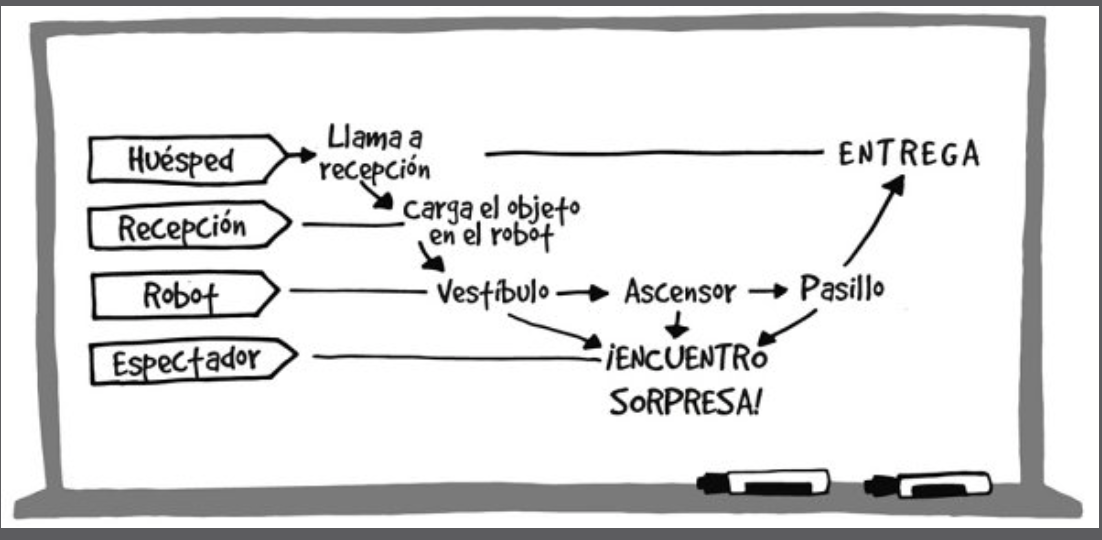 Huésped
Llama a
recepción
ENTREGA
Recepción
Carga el objeto
en el robot
Robot
Vestíbulo
Ascensor
Pasillo
Espectador
¡ENCUENTRO
SORPRESA!